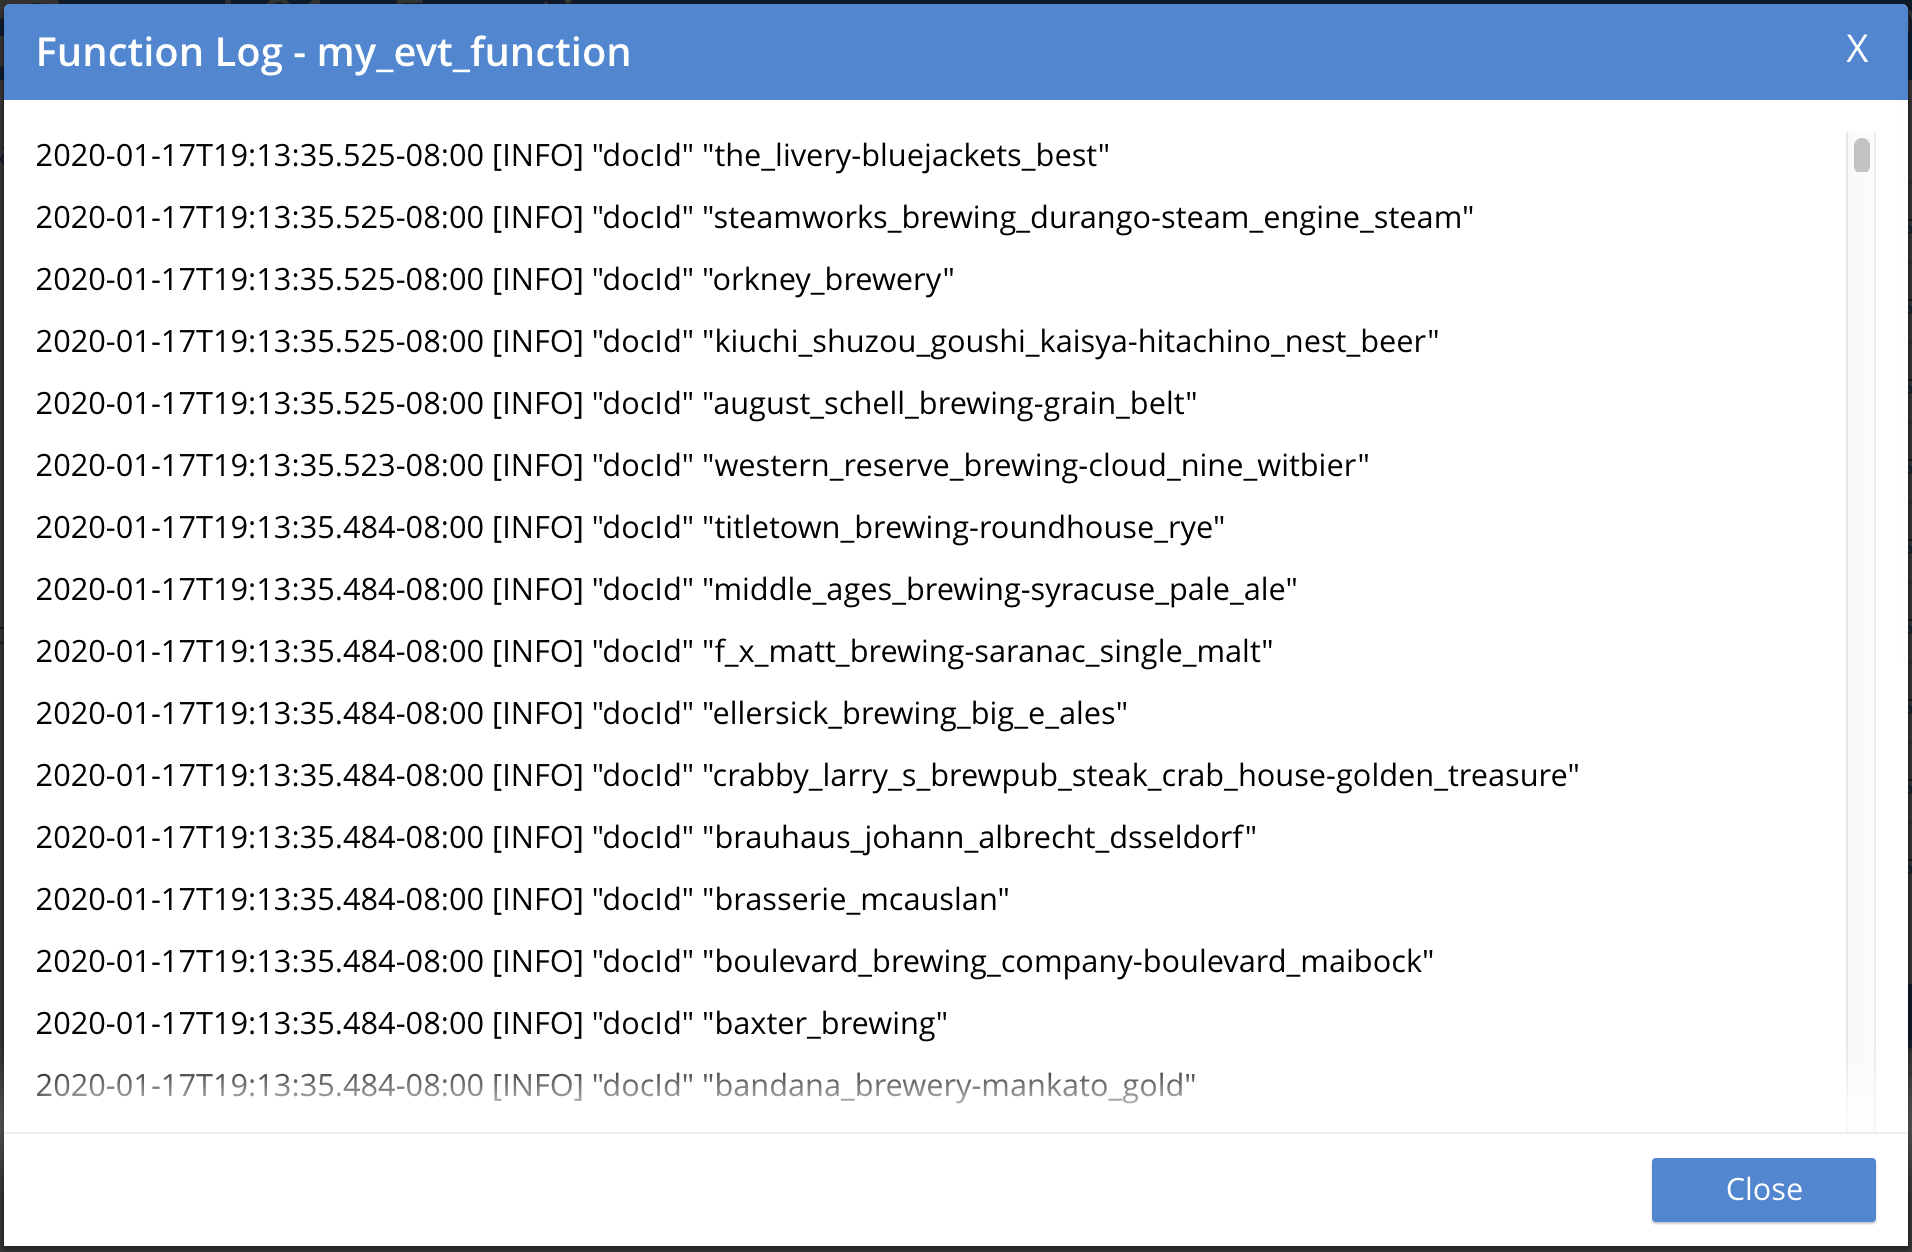 Function Log - my_evt_function X
2020-01-17T19:13:35.525-08:00 [INFO] "docId" "the_livery-bluejackets_best"
2020-01-17T19:13:35.525-08:00 [INFO] "docId" "steamworks_brewing_durango-steam_engine_steam"
2020-01-17T19:13:35.525-08:00 [INFO] "docId" "orkney_brewery"
2020-01-17T19:13:35.525-08:00 [INFO] "docId" "kiuchi_shuzou_goushi_kaisya-hitachino_nest_beer"
2020-01-17T19:13:35.525-08:00 [INFO] "docId" "august_schell_brewing-grain_belt"
2020-01-17T19:13:35.523-08:00 [INFO] "docId" "western_reserve_brewing-cloud_nine_witbier"
2020-01-17T19:13:35.484-08:00 [INFO] "docId" "titletown_brewing-roundhouse_rye"
2020-01-17T19:13:35.484-08:00 [INFO] "docId" "middle_ages_brewing-syracuse_pale_ale"
2020-01-17T19:13:35.484-08:00 [INFO] "docId" "f_x_matt_brewing-saranac_single_malt"
2020-01-17T19:13:35.484-08:00 [INFO] "docId" "ellersick_brewing_big_e_ales"
2020-01-17T19:13:35.484-08:00 [INFO] "docId" "crabby_larry_s_brewpub_steak_crab_house-golden_treasure"
2020-01-17T19:13:35.484-08:00 [INFO] "docId" "brauhaus_johann_albrecht_dsseldorf"
2020-01-17T19:13:35.484-08:00 [INFO] "docId" "brasserie_mcauslan"
2020-01-17T19:13:35.484-08:00 [INFO] "docId" "boulevard_brewing_company-boulevard_maibock"
2020-01-17T19:13:35.484-08:00 [INFO] "docId" "baxter_brewing"
2020-01-17T19:13:35.484-08:00 [INFO] "docId" "bandana_brewery-mankato_gold"
Close